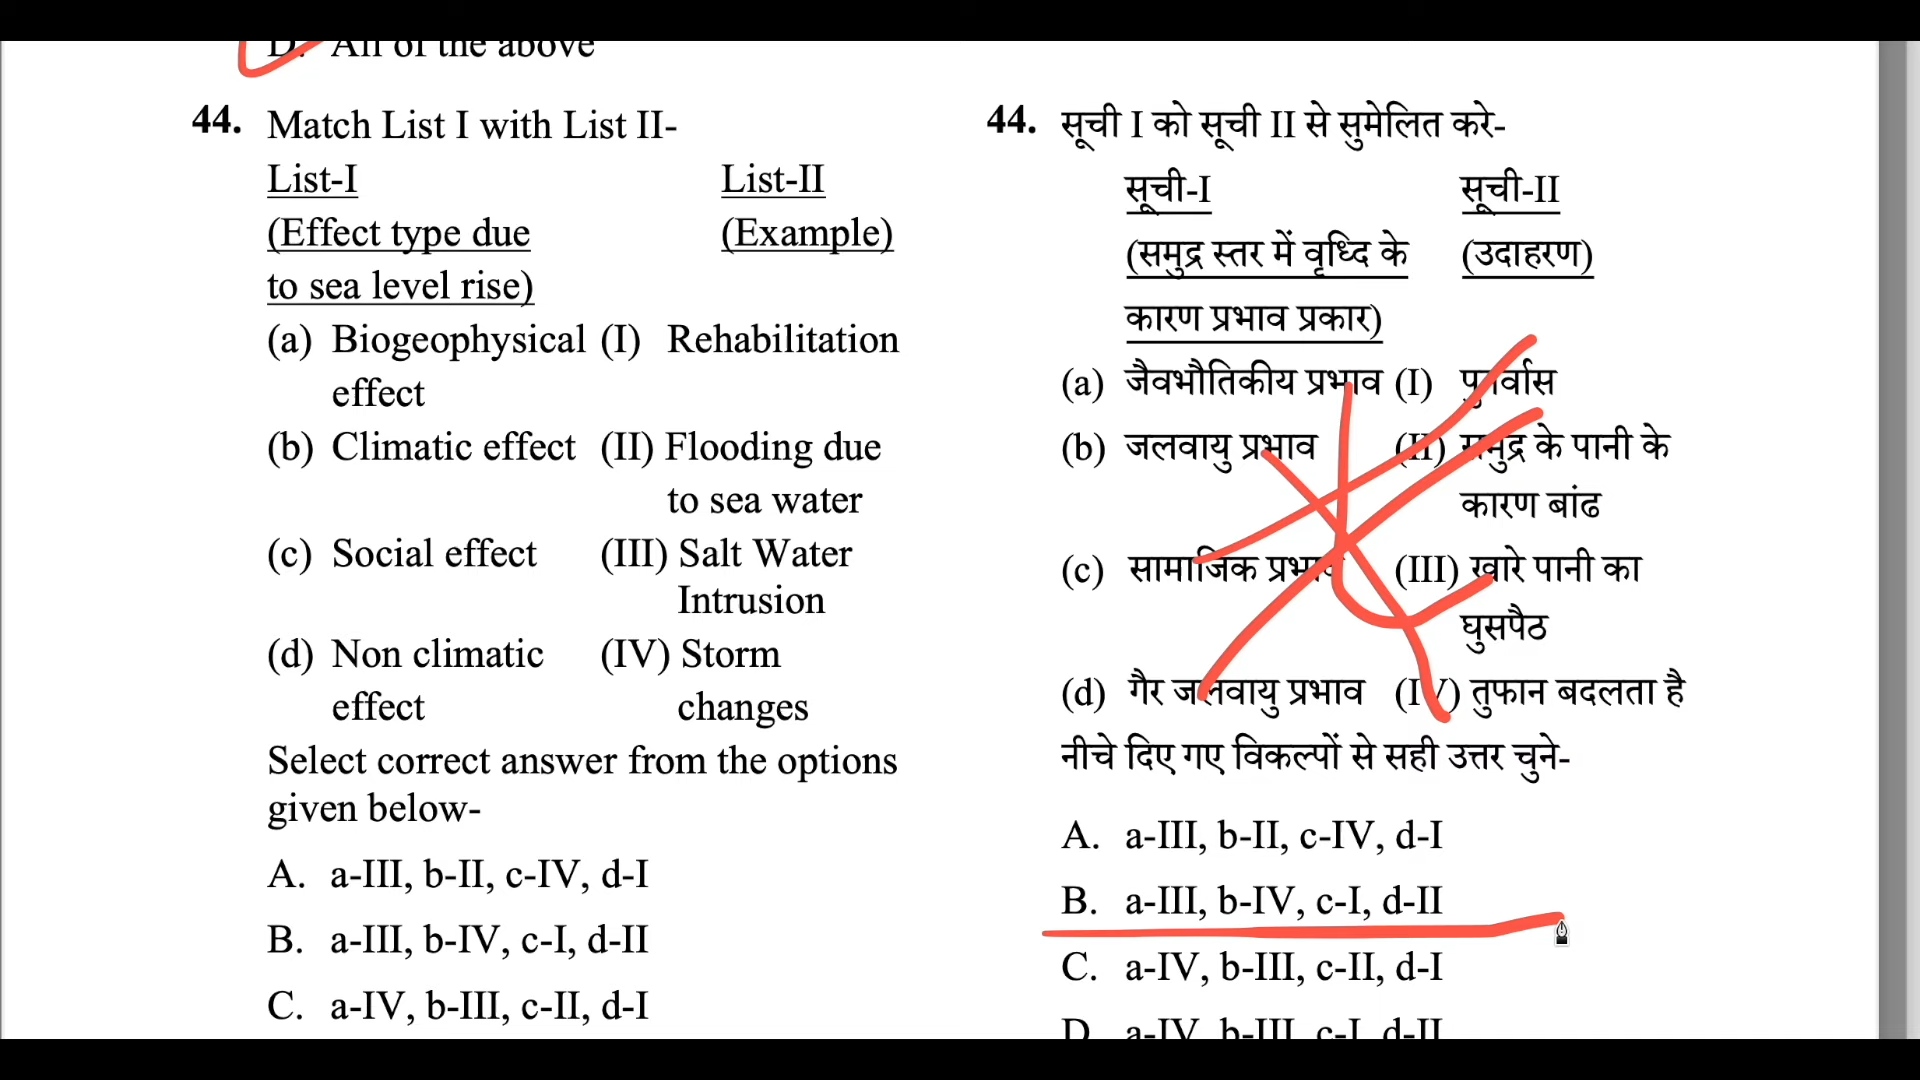 D. All of the above
44. Match List I with List II-
List-I List-II
(Effect type due (Example)
to sea level rise)
(a) Biogeophysical (I) Rehabilitation
effect
(b) Climatic effect (II) Flooding due
to sea water
(c) Social effect (III) Salt Water
Intrusion
(d) Non climatic (IV) Storm
effect changes
Select correct answer from the options
given below-
A. a-III, b-II, c-IV, d-I
B. a-III, b-IV, c-I, d-II
C. a-IV, b-III, c-II, d-I
44. सूची I को सूची II से सुमेलित करे-
सूची-I सूची-II
(समुद्र स्तर में वृध्दि के (उदाहरण)
कारण प्रभाव प्रकार)
(a) जैवभौतिकीय प्रभाव (I) पुनर्वास
(b) जलवायु प्रभाव (II) समुद्र के पानी के
कारण बांढ
(c) सामाजिक प्रभाव (III) खारे पानी का
घुसपैठ
(d) गैर जलवायु प्रभाव (IV) तुफान बदलता है
नीचे दिए गए विकल्पों से सही उत्तर चुने-
A. a-III, b-II, c-IV, d-I
B. a-III, b-IV, c-I, d-II
C. a-IV, b-III, c-II, d-I
D. a-IV, b-III, c-I, d-II